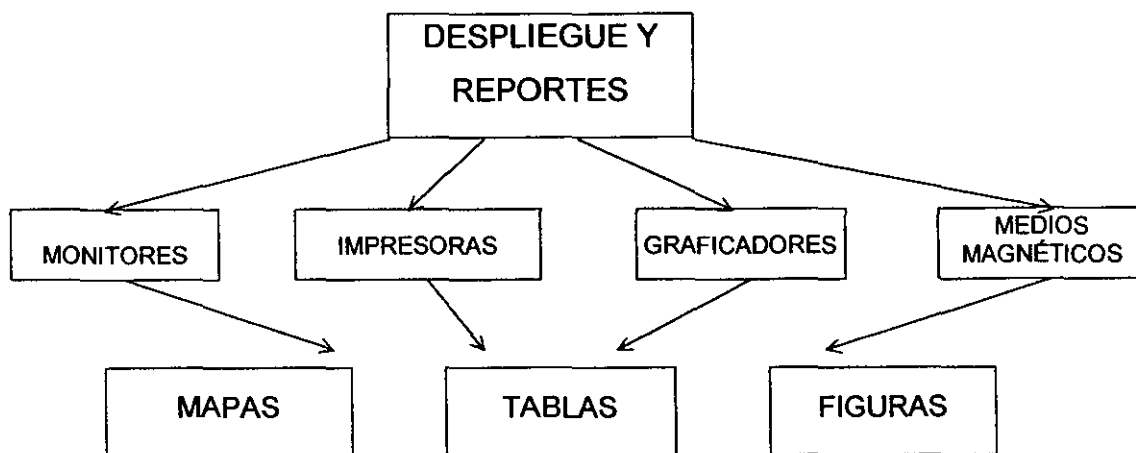 DESPLIEGUE Y
REPORTES
MONITORES
IMPRESORAS
GRAFICADORES
MEDIOS
MAGNÉTICOS
MAPAS
TABLAS
FIGURAS